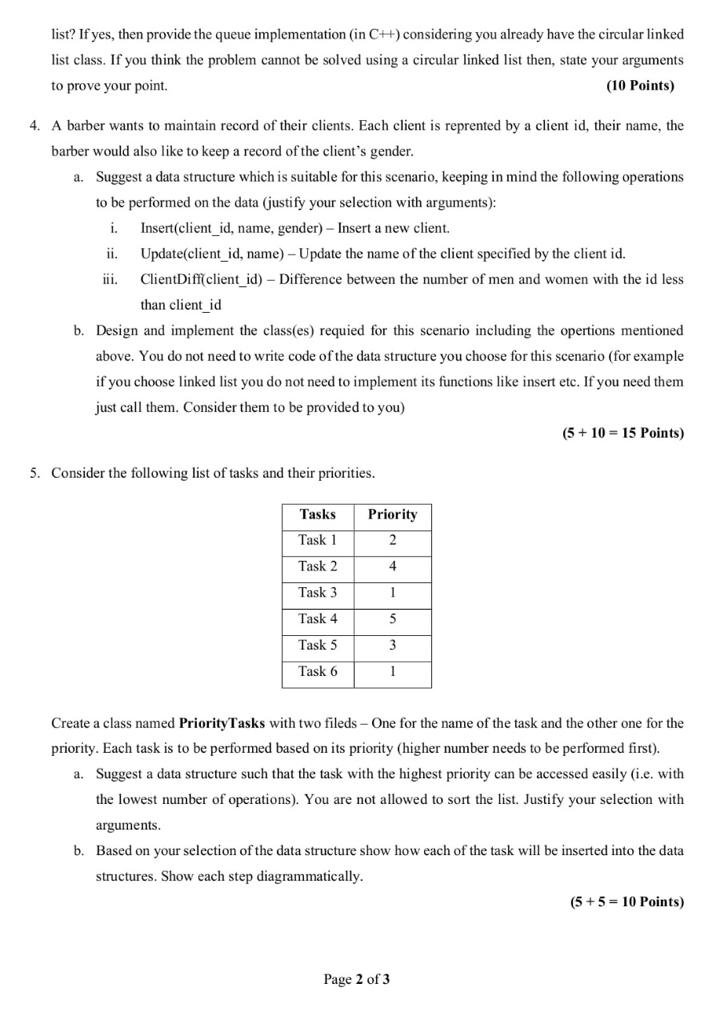 list? If yes, then provide the queue implementation (in C++) considering you already have the circular linked
list class. If you think the problem cannot be solved using a circular linked list then, state your arguments
to prove your point. (10 Points)
4. A barber wants to maintain record of their clients. Each client is reprented by a client id, their name, the
barber would also like to keep a record of the client's gender.
a. Suggest a data structure which is suitable for this scenario, keeping in mind the following operations
to be performed on the data (justify your selection with arguments):
i. Insert(client_id, name, gender) – Insert a new client.
ii. Update(client_id, name) – Update the name of the client specified by the client id.
iii. ClientDiff(client_id) – Difference between the number of men and women with the id less
than client_id
b. Design and implement the class(es) requied for this scenario including the opertions mentioned
above. You do not need to write code of the data structure you choose for this scenario (for example
if you choose linked list you do not need to implement its functions like insert etc. If you need them
just call them. Consider them to be provided to you)
(5 + 10 = 15 Points)
5. Consider the following list of tasks and their priorities.
Tasks Priority
Task 1 2
Task 2 4
Task 3 1
Task 4 5
Task 5 3
Task 6 1
Create a class named PriorityTasks with two fileds – One for the name of the task and the other one for the
priority. Each task is to be performed based on its priority (higher number needs to be performed first).
a. Suggest a data structure such that the task with the highest priority can be accessed easily (i.e. with
the lowest number of operations). You are not allowed to sort the list. Justify your selection with
arguments.
b. Based on your selection of the data structure show how each of the task will be inserted into the data
structures. Show each step diagrammatically.
(5 + 5 = 10 Points)
Page 2 of 3